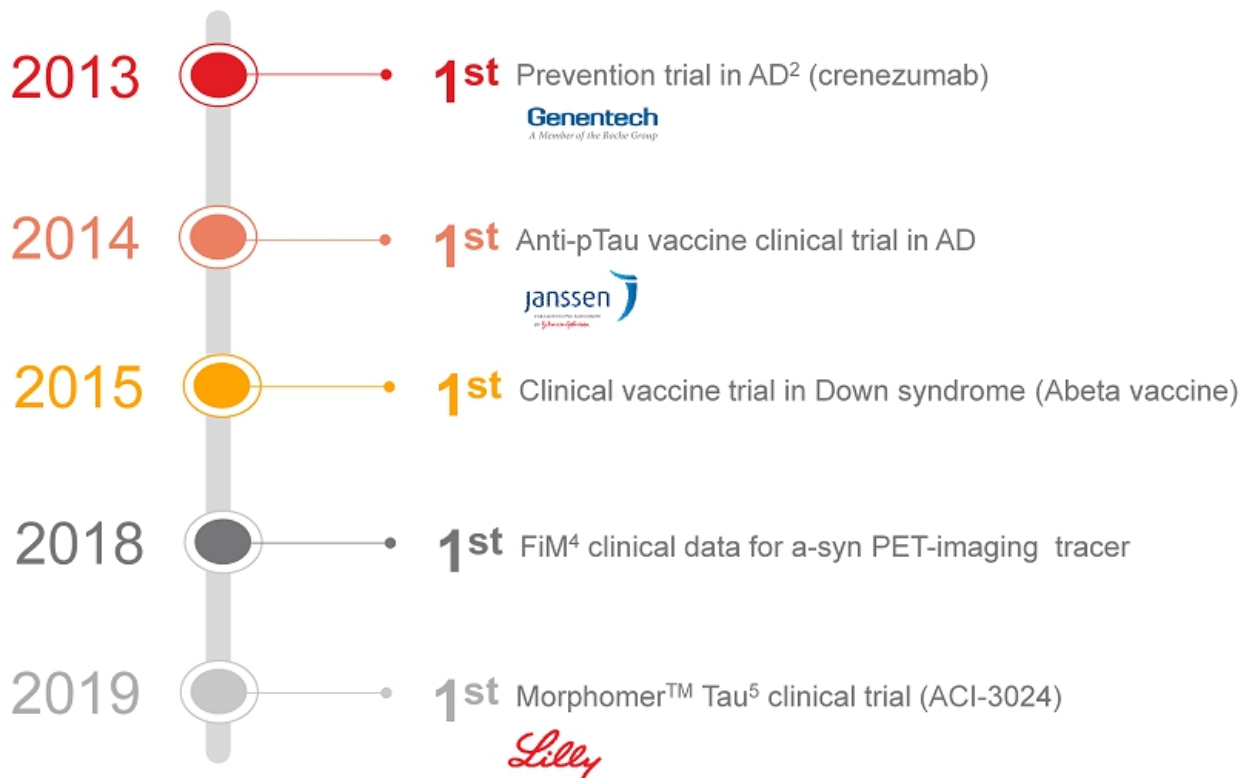 2013 1st Prevention trial in AD² (crenezumab)
Genentech
A Member of the Roche Group
2014 1st Anti-pTau vaccine clinical trial in AD
janssen
2015 1st Clinical vaccine trial in Down syndrome (Abeta vaccine)
2018 1st FiM⁴ clinical data for a-syn PET-imaging tracer
2019 1st Morphomer™ Tau⁵ clinical trial (ACI-3024)
Lilly